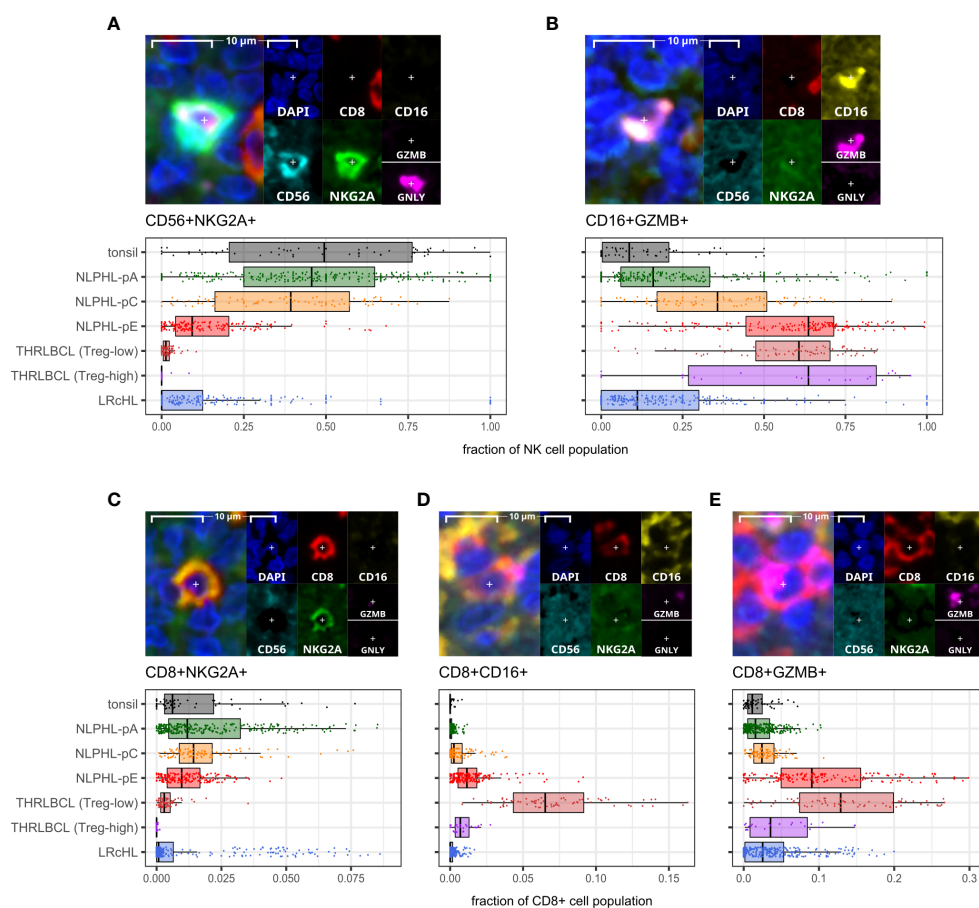 A
B
10 μm
10 μm
DAPI
CD8
CD16
DAPI
CD8
CD16
CD56
NKG2A
GZMB
GNLY
CD56
NKG2A
GZMB
GNLY
CD56+NKG2A+
CD16+GZMB+
tonsil
NLPHL-pA
NLPHL-pC
NLPHL-pE
THRLBCL (Treg-low)
THRLBCL (Treg-high)
LRcHL
0.00 0.25 0.50 0.75 1.00
0.00 0.25 0.50 0.75 1.00
fraction of NK cell population
C
D
E
10 μm
10 μm
10 μm
DAPI
CD8
CD16
DAPI
CD8
CD16
DAPI
CD8
CD16
CD56
NKG2A
GZMB
GNLY
CD56
NKG2A
GZMB
GNLY
CD56
NKG2A
GZMB
GNLY
CD8+NKG2A+
CD8+CD16+
CD8+GZMB+
tonsil
NLPHL-pA
NLPHL-pC
NLPHL-pE
THRLBCL (Treg-low)
THRLBCL (Treg-high)
LRcHL
0.000 0.025 0.050 0.075
0.00 0.05 0.10 0.15
0.0 0.1 0.2 0.3
fraction of CD8+ cell population